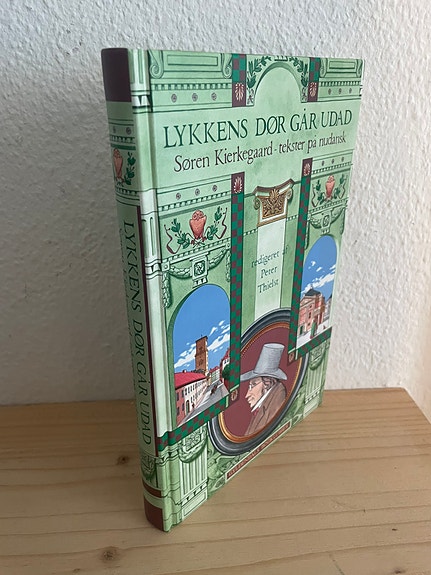 LYKKENS DØR GÅR UDAD
Søren Kierkegaard - tekster på nudansk
redigeret af
Peter
Thielst
LYKKENS DØR GÅR UDAD